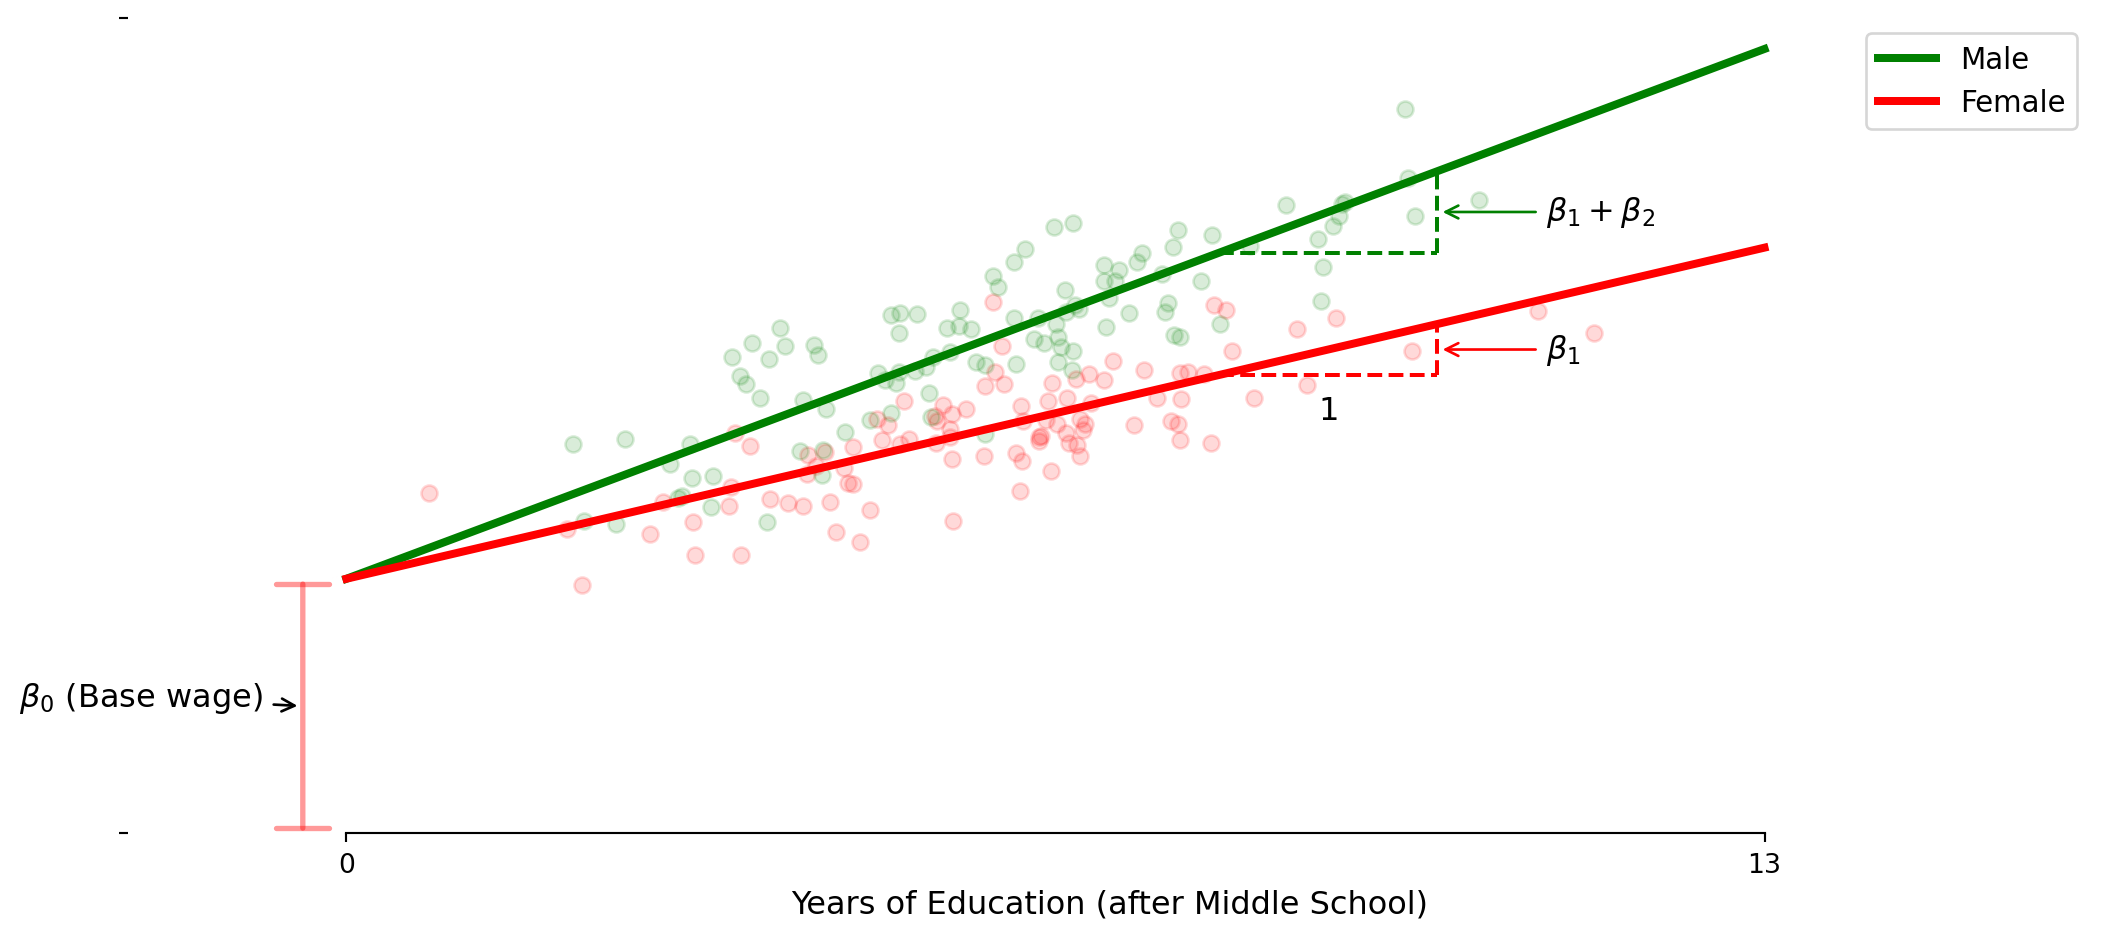 Male
Female
β₁ + β₂
β₁
1
β₀ (Base wage)
0 13
Years of Education (after Middle School)